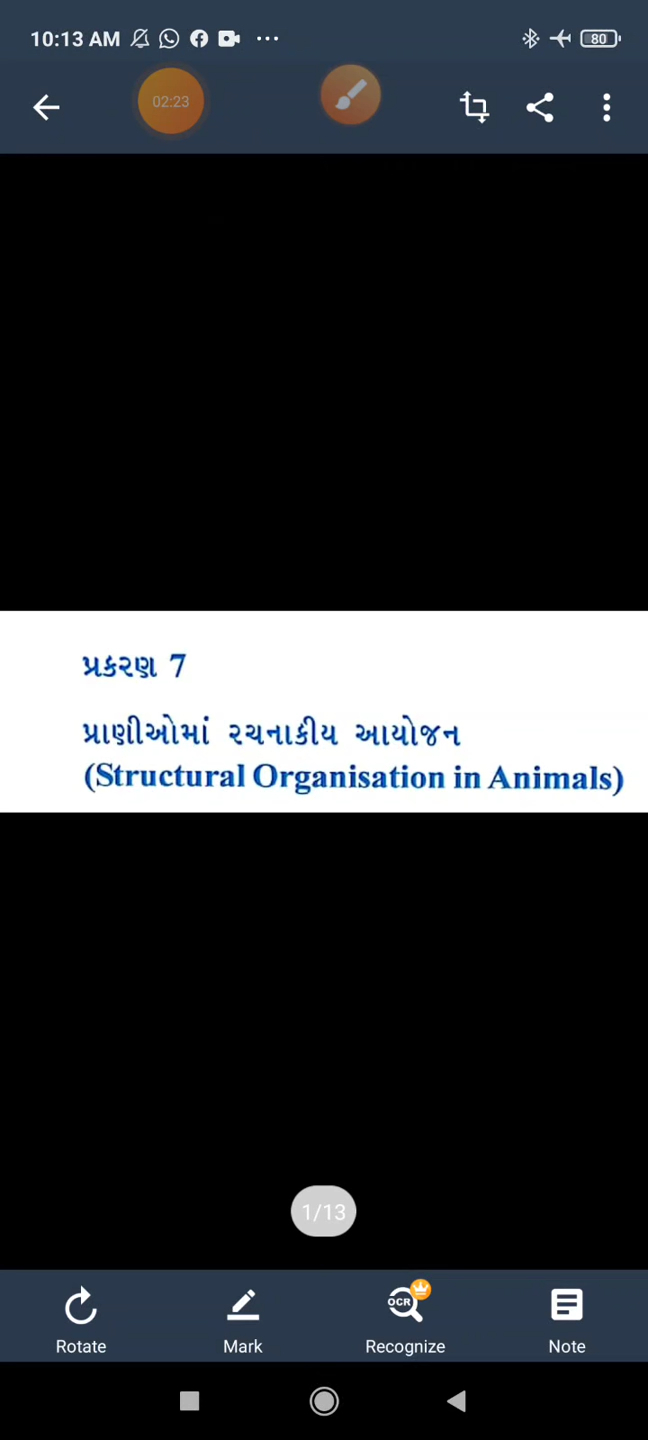 10:13 AM
80
02:23
પ્રકરણ 7
પ્રાણીઓમાં રચનાકીય આયોજન
(Structural Organisation in Animals)
1/13
OCR
Rotate Mark Recognize Note